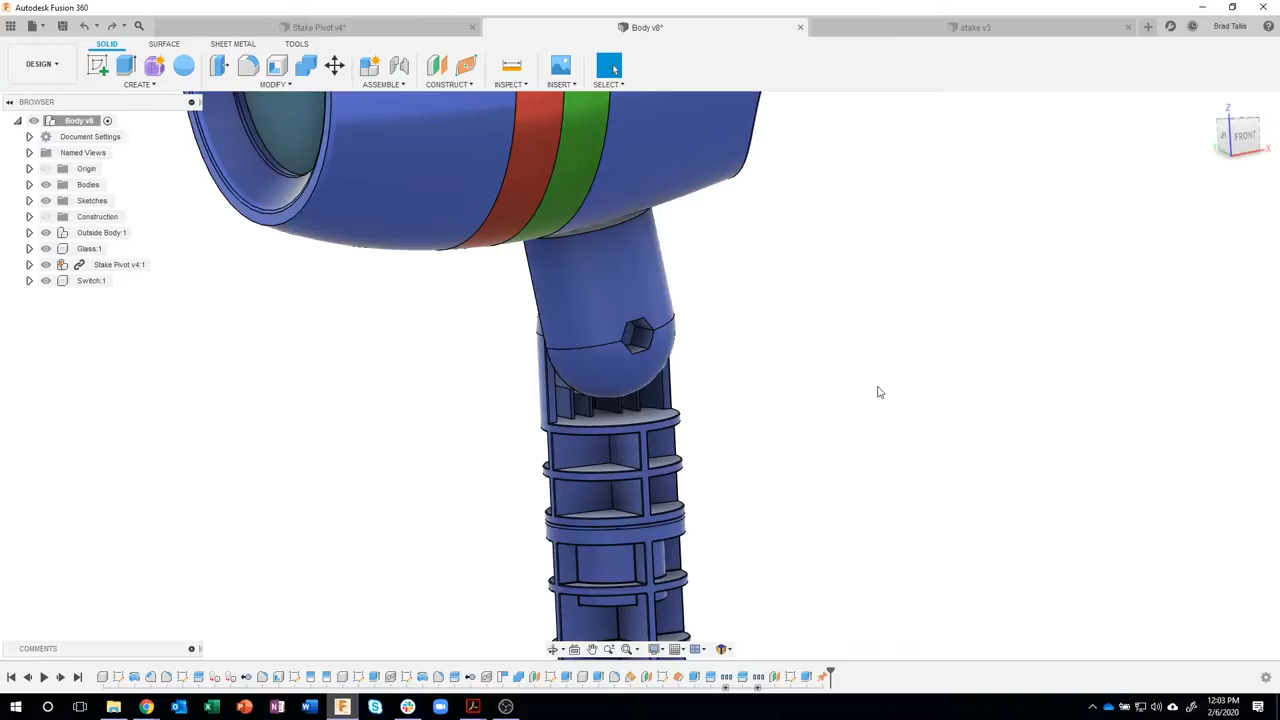 Autodesk Fusion 360
Stake Pivot v4*
Body v8*
stake v3
Brad Tallis
DESIGN
SOLID
SURFACE
SHEET METAL
TOOLS
CREATE
MODIFY
ASSEMBLE
CONSTRUCT
INSPECT
INSERT
SELECT
BROWSER
Body v8
Document Settings
Named Views
Origin
Bodies
Sketches
Construction
Outside Body:1
Glass:1
Stake Pivot v4:1
Switch:1
Z
FRONT
X
COMMENTS
12:03 PM
2/6/2020